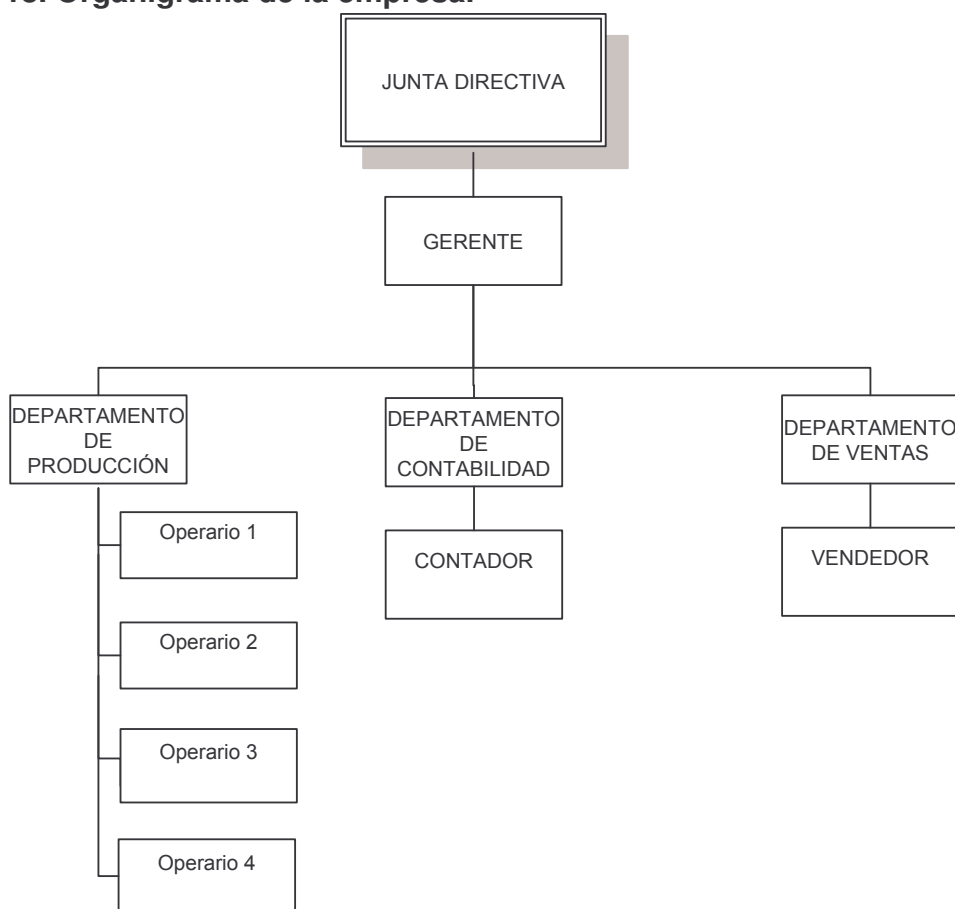 Organigrama de la empresa.
JUNTA DIRECTIVA
GERENTE
DEPARTAMENTO
DE
PRODUCCIÓN
DEPARTAMENTO
DE
CONTABILIDAD
DEPARTAMENTO
DE VENTAS
Operario 1
Operario 2
Operario 3
Operario 4
CONTADOR
VENDEDOR